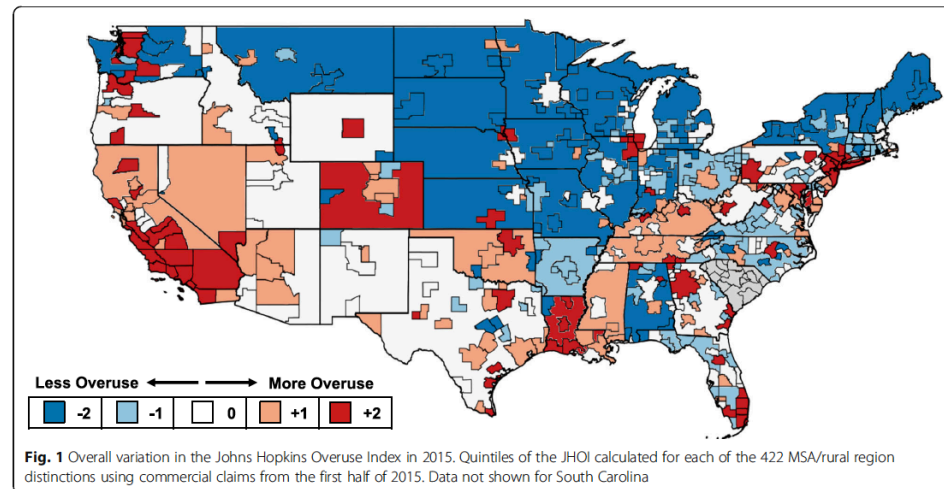 Less Overuse More Overuse
-2 -1 0 +1 +2
Fig. 1 Overall variation in the Johns Hopkins Overuse Index in 2015. Quintiles of the JHOI calculated for each of the 422 MSA/rural region
distinctions using commercial claims from the first half of 2015. Data not shown for South Carolina